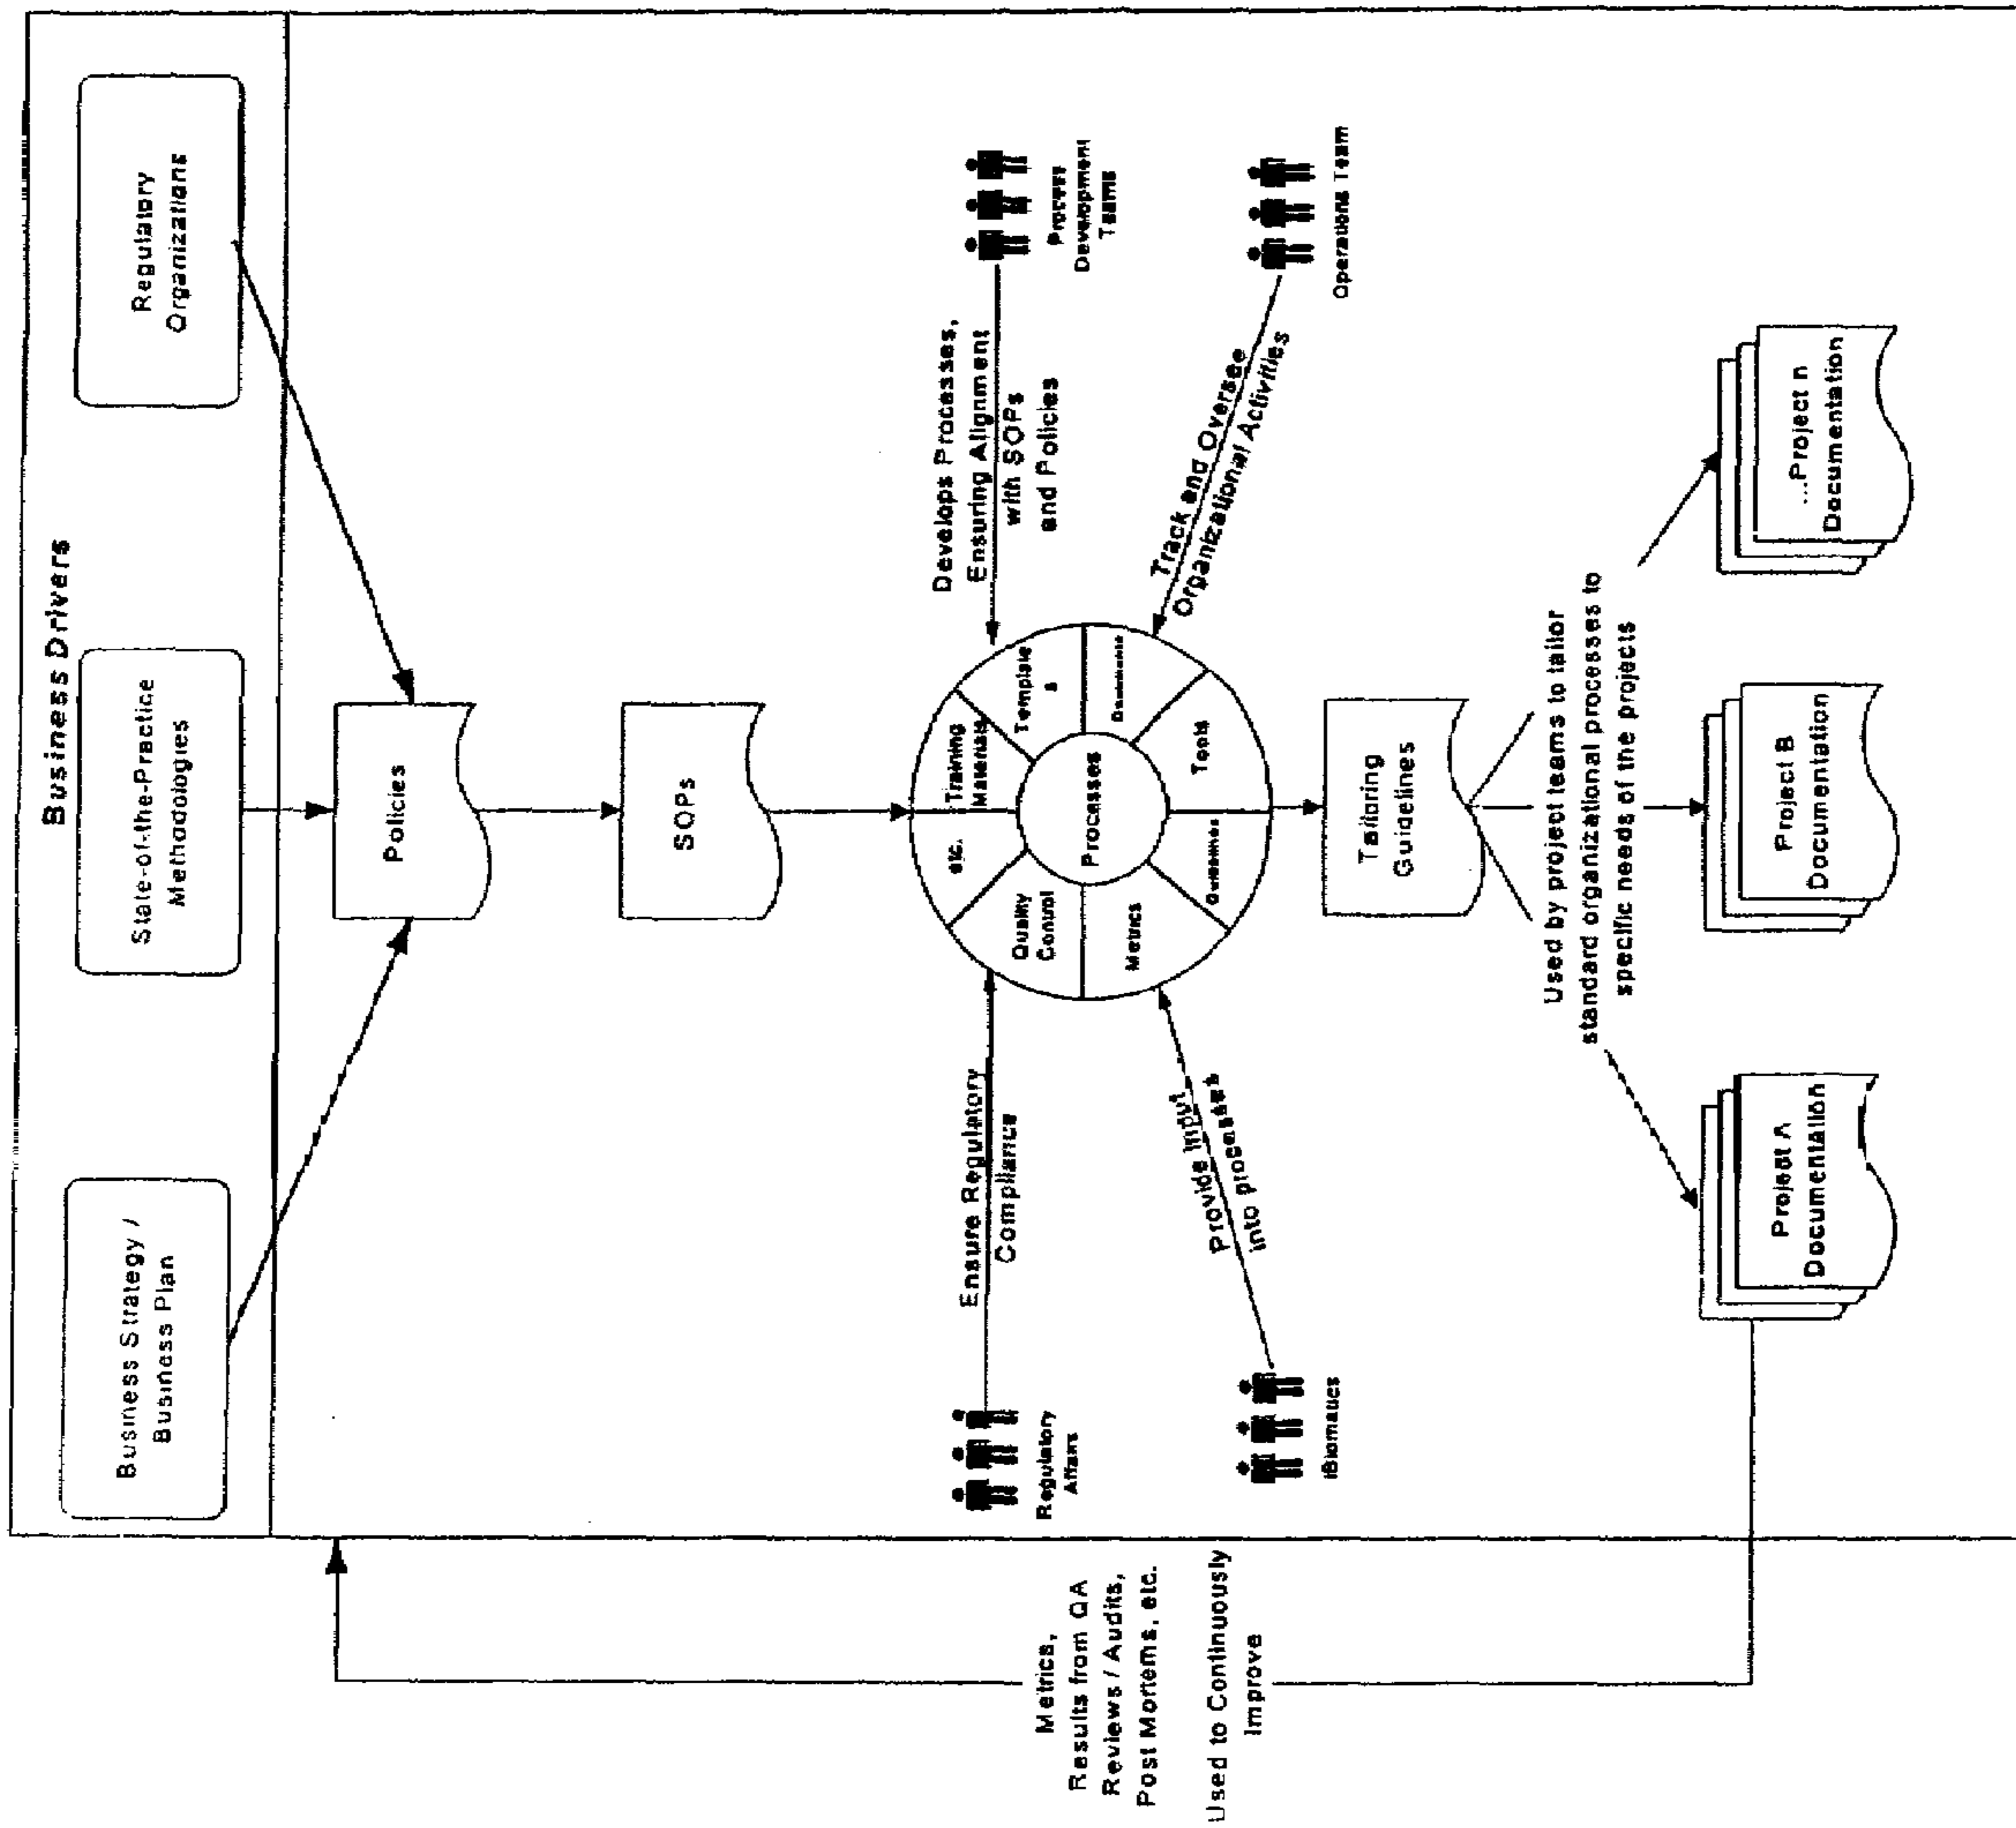 Business Drivers
Business Strategy /
Business Plan
State-of-the-Practice
Methodologies
Regulatory
Organizations
Policies
SOPs
Develops Processes,
Ensuring Alignment
with SOPs
and Policies
Process
Development
Teams
Ensure Regulatory
Compliance
Regulatory
Affairs
etc.
Training
Materials
Template
s
Quality
Control
Processes
Metrics
Tools
Provide Input
into processes
iBiomatics
Track and Oversee
Organizational Activities
Operations Team
Tailoring
Guidelines
Used by project teams to tailor
standard organizational processes to
specific needs of the projects
Project A
Documentation
Project B
Documentation
...Project n
Documentation
Metrics,
Results from QA
Reviews / Audits,
Post Mortems, etc.
Used to Continuously
Improve